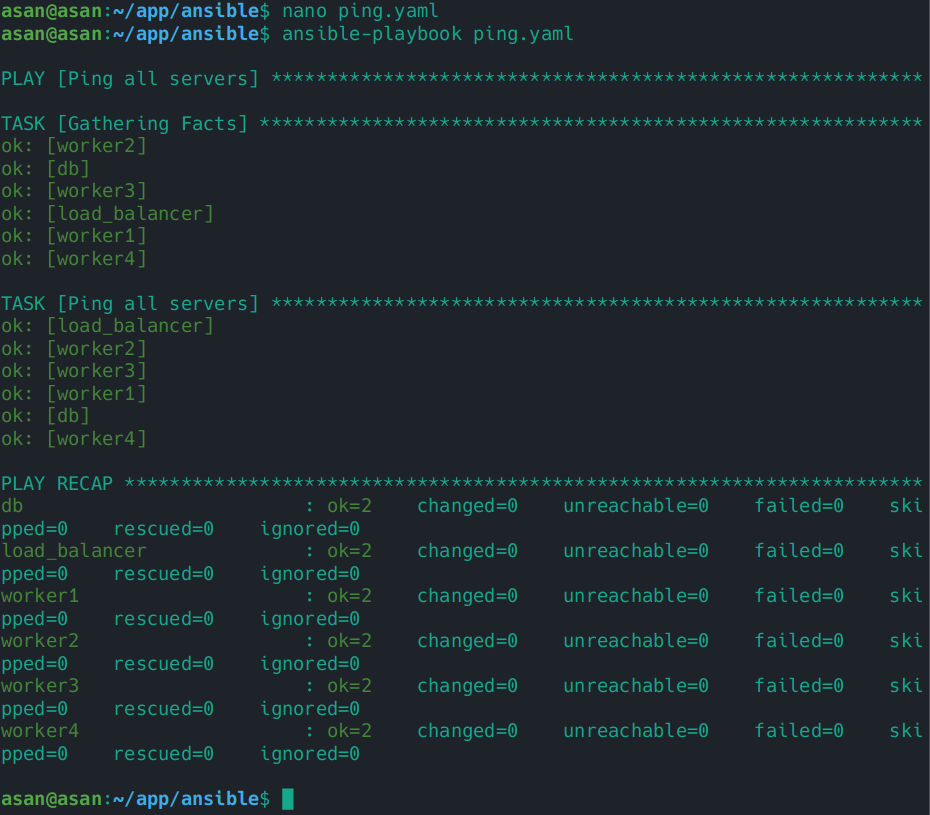 asan@asan:~/app/ansible$ nano ping.yaml
asan@asan:~/app/ansible$ ansible-playbook ping.yaml
PLAY [Ping all servers] **********************************************************
TASK [Gathering Facts] ***********************************************************
ok: [worker2]
ok: [db]
ok: [worker3]
ok: [load_balancer]
ok: [worker1]
ok: [worker4]
TASK [Ping all servers] **********************************************************
ok: [load_balancer]
ok: [worker2]
ok: [worker3]
ok: [worker1]
ok: [db]
ok: [worker4]
PLAY RECAP ***********************************************************************
db                         : ok=2    changed=0    unreachable=0    failed=0    ski
pped=0    rescued=0    ignored=0
load_balancer              : ok=2    changed=0    unreachable=0    failed=0    ski
pped=0    rescued=0    ignored=0
worker1                    : ok=2    changed=0    unreachable=0    failed=0    ski
pped=0    rescued=0    ignored=0
worker2                    : ok=2    changed=0    unreachable=0    failed=0    ski
pped=0    rescued=0    ignored=0
worker3                    : ok=2    changed=0    unreachable=0    failed=0    ski
pped=0    rescued=0    ignored=0
worker4                    : ok=2    changed=0    unreachable=0    failed=0    ski
pped=0    rescued=0    ignored=0
asan@asan:~/app/ansible$